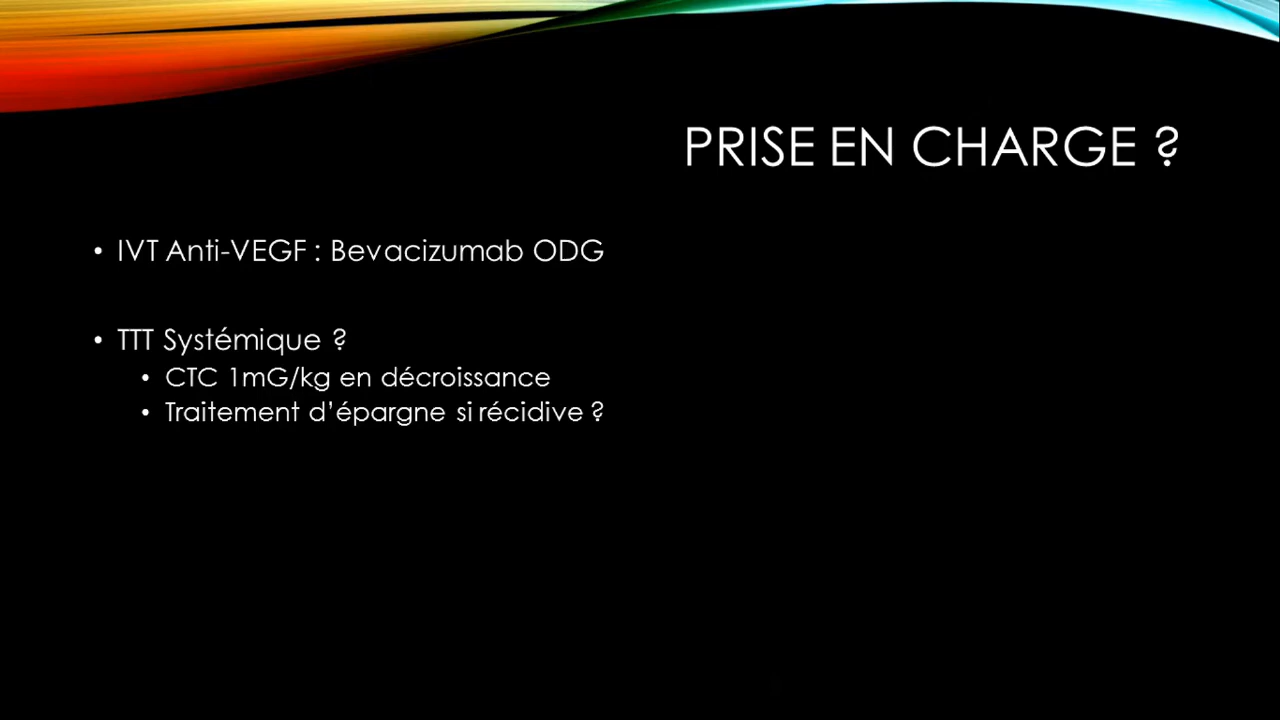 PRISE EN CHARGE ?
• IVT Anti-VEGF : Bevacizumab ODG
• TTT Systémique ?
• CTC 1mG/kg en décroissance
• Traitement d’épargne si récidive ?